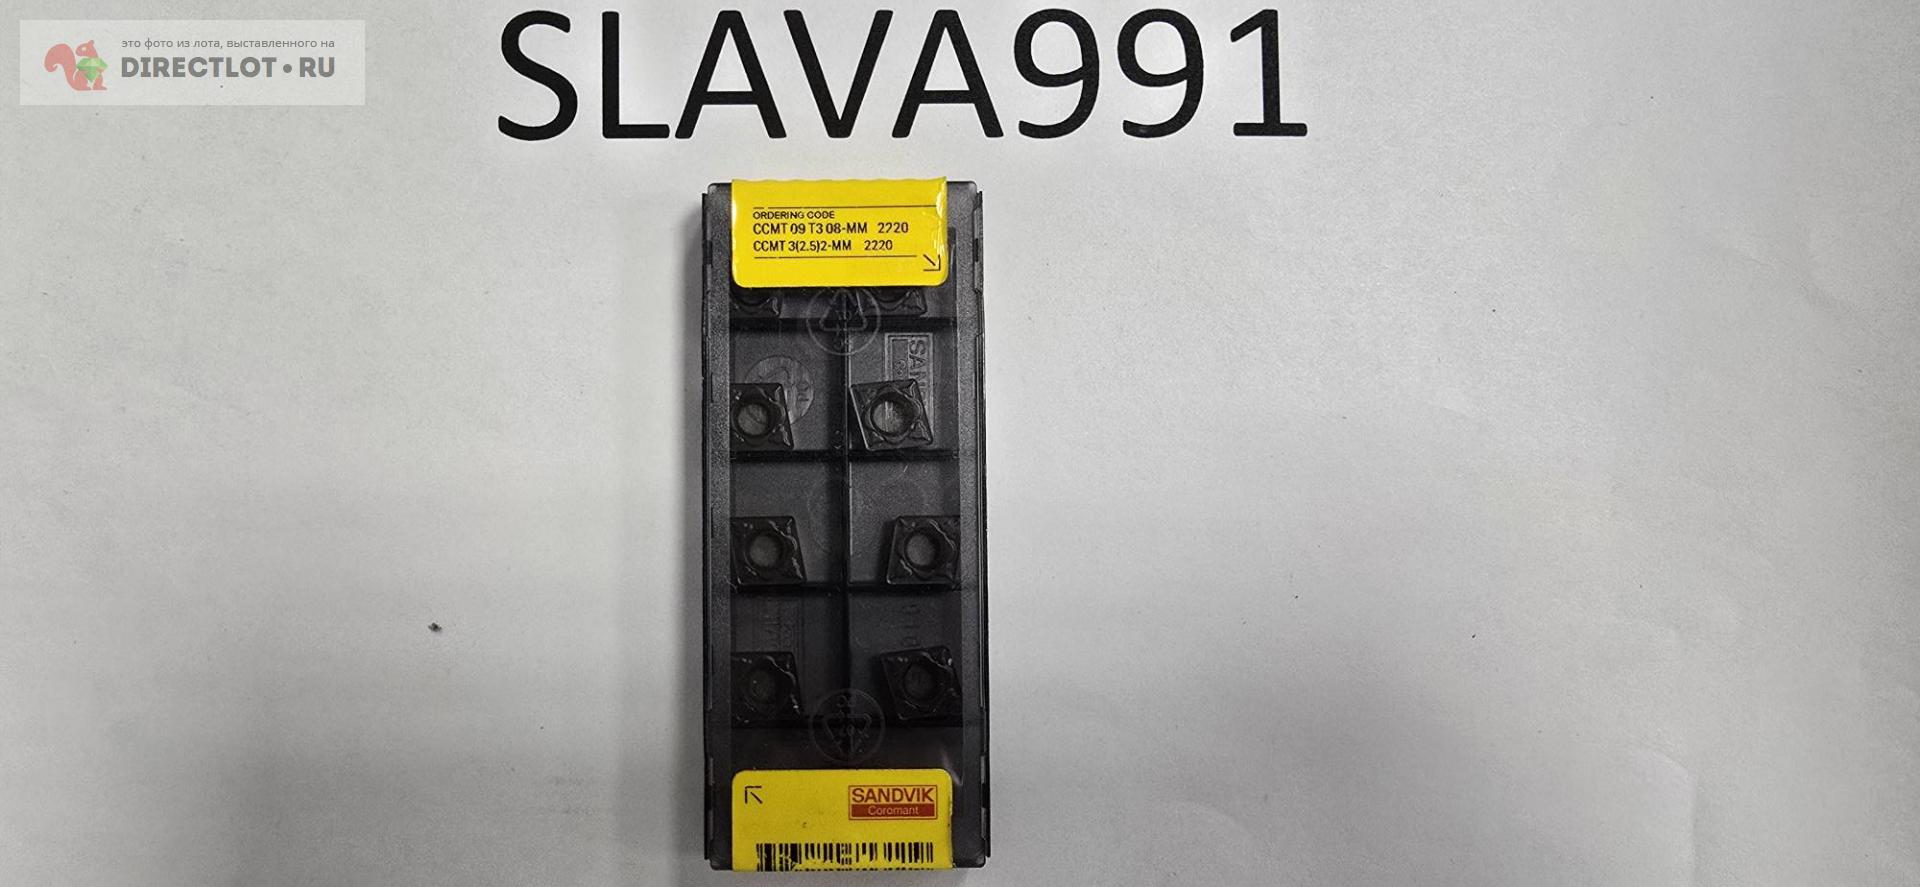 это фото из лота, выставленного на
DIRECTLOT•RU
SLAVA991
ORDERING CODE
CCMT 09 T3 08-MM 2220
CCMT 3(2.5)2-MM 2220
SAN
SANDVIK
Coromant